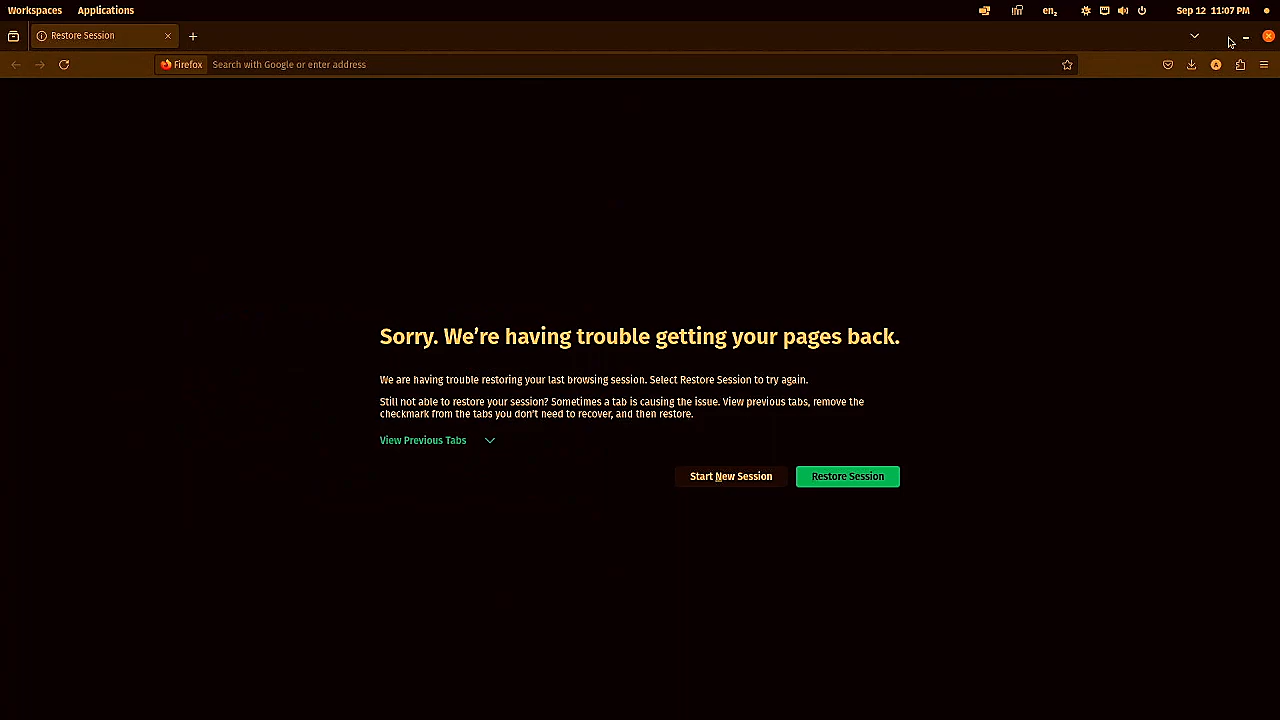 Workspaces Applications en₂ Sep 12 11:07 PM
Restore Session
Firefox Search with Google or enter address
Sorry. We’re having trouble getting your pages back.
We are having trouble restoring your last browsing session. Select Restore Session to try again.
Still not able to restore your session? Sometimes a tab is causing the issue. View previous tabs, remove the
checkmark from the tabs you don’t need to recover, and then restore.
View Previous Tabs
Start New Session Restore Session